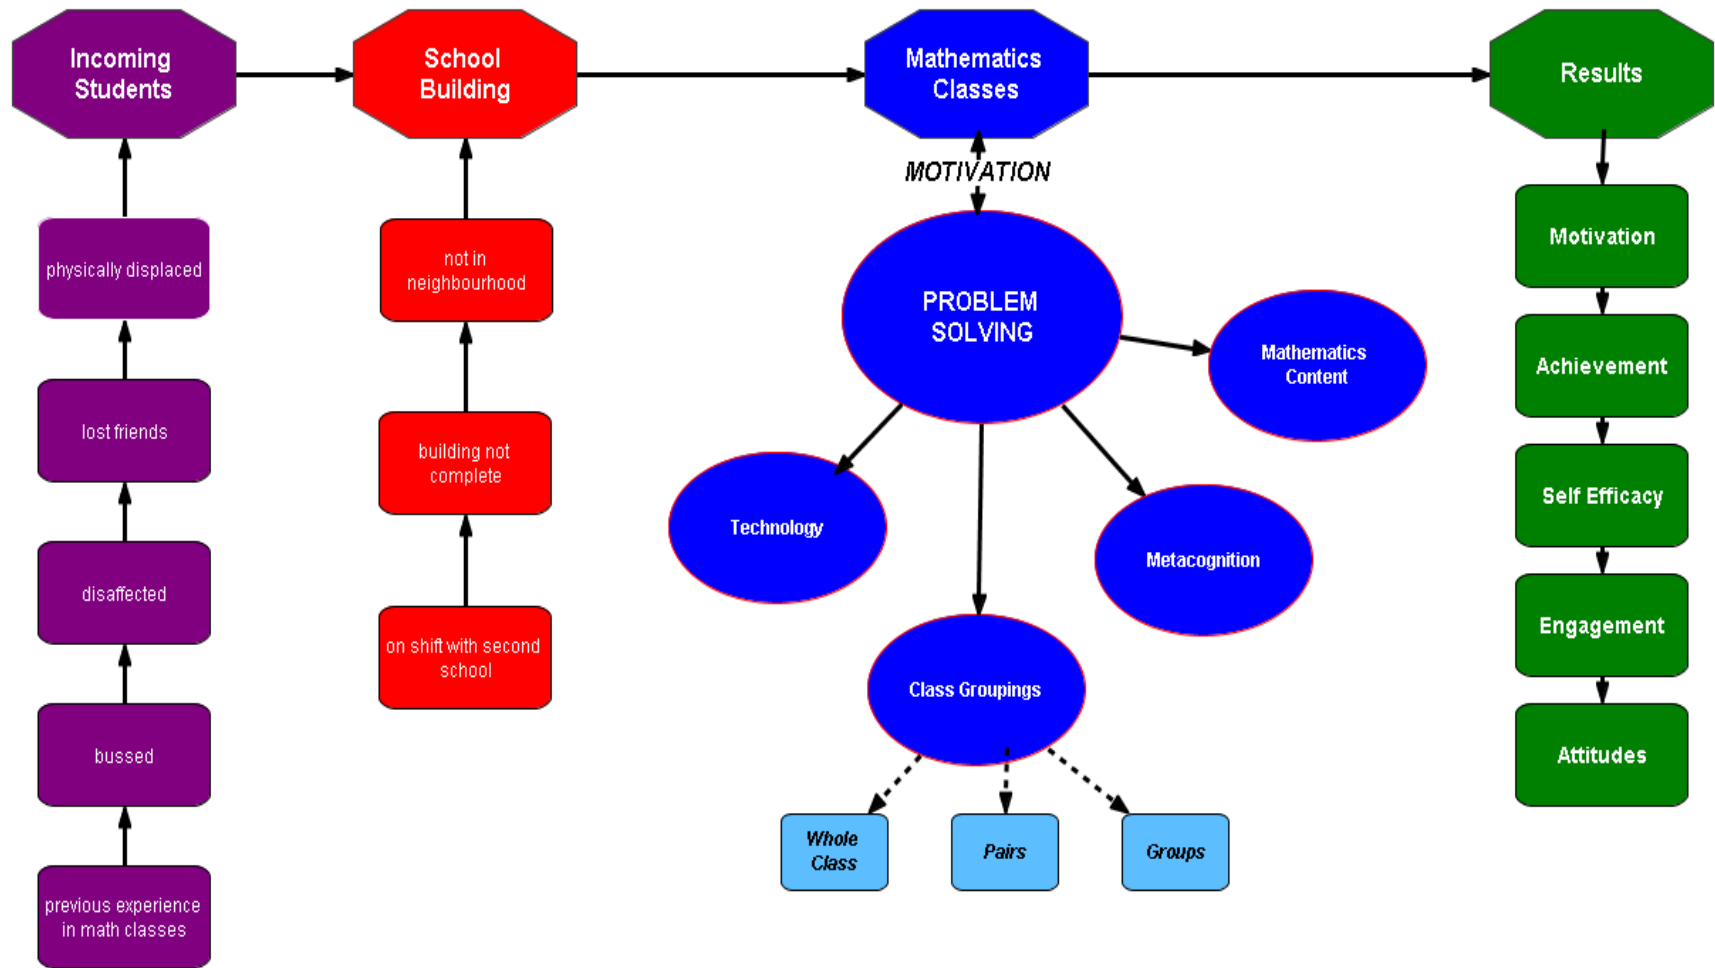 Incoming
Students
School
Building
Mathematics
Classes
Results
MOTIVATION
physically displaced
lost friends
disaffected
bussed
previous experience
in math classes
not in
neighbourhood
building not
complete
on shift with second
school
PROBLEM
SOLVING
Mathematics
Content
Technology
Metacognition
Class Groupings
Whole
Class
Pairs
Groups
Motivation
Achievement
Self Efficacy
Engagement
Attitudes